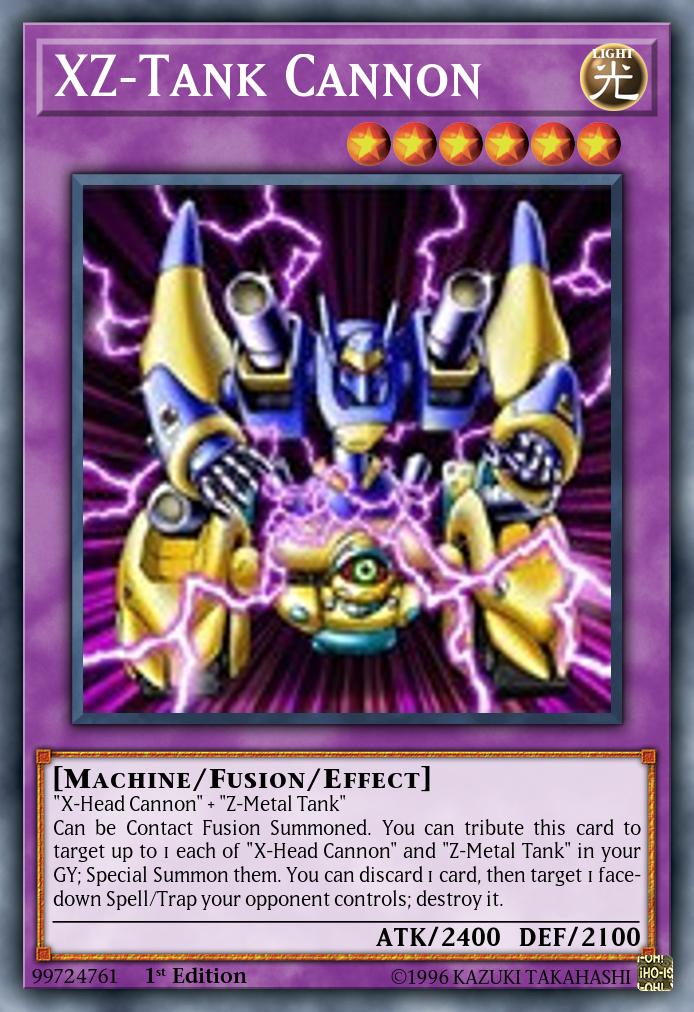 XZ-Tank Cannon
LIGHT
光
[Machine/Fusion/Effect]
"X-Head Cannon" + "Z-Metal Tank"
Can be Contact Fusion Summoned. You can tribute this card to
target up to 1 each of "X-Head Cannon" and "Z-Metal Tank" in your
GY; Special Summon them. You can discard 1 card, then target 1 face-
down Spell/Trap your opponent controls; destroy it.
ATK/2400 DEF/2100
99724761 1st Edition ©1996 KAZUKI TAKAHASHI